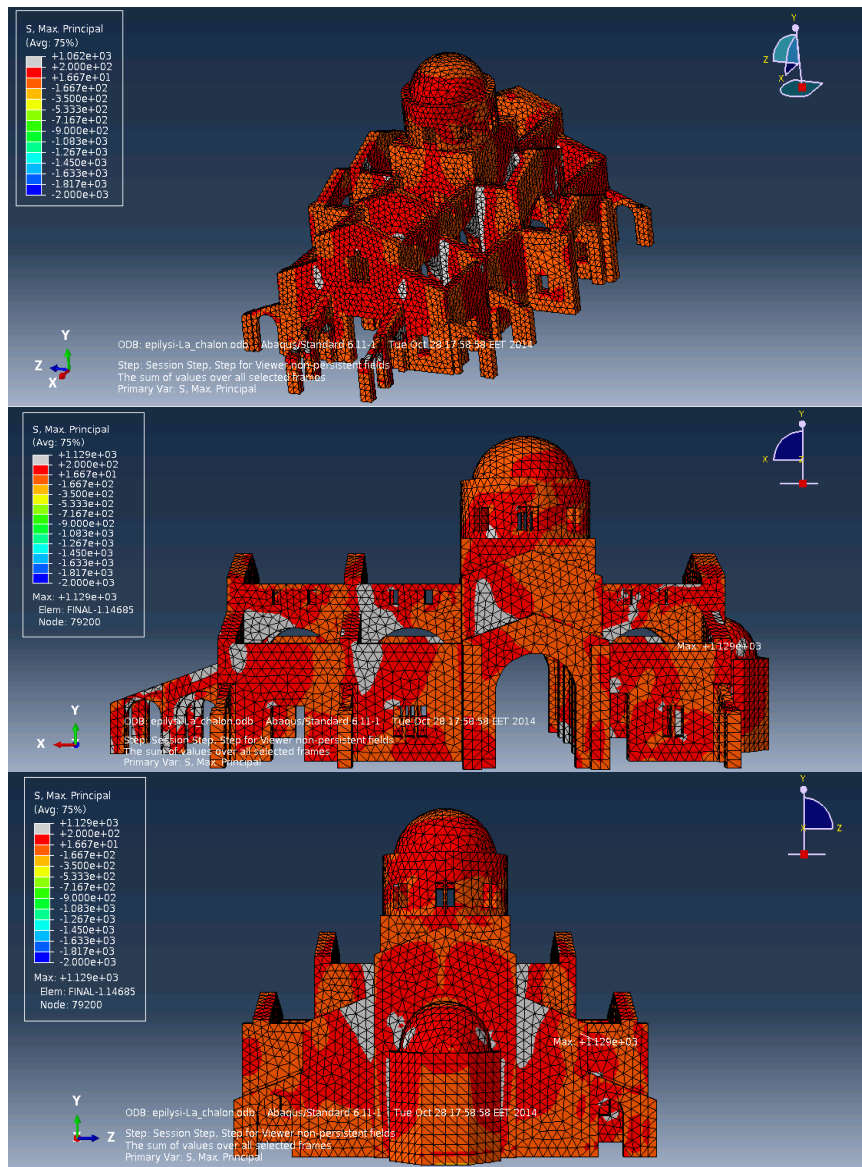 S, Max. Principal
(Avg: 75%)
+1.062e+03
+2.000e+02
+1.667e+01
-1.667e+02
-3.500e+02
-5.333e+02
-7.167e+02
-9.000e+02
-1.083e+03
-1.267e+03
-1.450e+03
-1.633e+03
-1.817e+03
-2.000e+03
Y
Z
X
Y
Z
X
ODB: epilysi-La_chalon.odb Abaqus/Standard 6.11-1 Tue Oct 28 17:58:58 EET 2014
Step: Session Step, Step for Viewer non-persistent fields
The sum of values over all selected frames
Primary Var: S, Max. Principal
S, Max. Principal
(Avg: 75%)
+1.129e+03
+2.000e+02
+1.667e+01
-1.667e+02
-3.500e+02
-5.333e+02
-7.167e+02
-9.000e+02
-1.083e+03
-1.267e+03
-1.450e+03
-1.633e+03
-1.817e+03
-2.000e+03
Max: +1.129e+03
Elem: FINAL-1.14685
Node: 79200
Y
X
Z
Max: +1.129e+03
Y
X
ODB: epilysi-La_chalon.odb Abaqus/Standard 6.11-1 Tue Oct 28 17:58:58 EET 2014
Step: Session Step, Step for Viewer non-persistent fields
The sum of values over all selected frames
Primary Var: S, Max. Principal
S, Max. Principal
(Avg: 75%)
+1.129e+03
+2.000e+02
+1.667e+01
-1.667e+02
-3.500e+02
-5.333e+02
-7.167e+02
-9.000e+02
-1.083e+03
-1.267e+03
-1.450e+03
-1.633e+03
-1.817e+03
-2.000e+03
Max: +1.129e+03
Elem: FINAL-1.14685
Node: 79200
Y
X
Z
Max: +1.129e+03
Y
Z
ODB: epilysi-La_chalon.odb Abaqus/Standard 6.11-1 Tue Oct 28 17:58:58 EET 2014
Step: Session Step, Step for Viewer non-persistent fields
The sum of values over all selected frames
Primary Var: S, Max. Principal